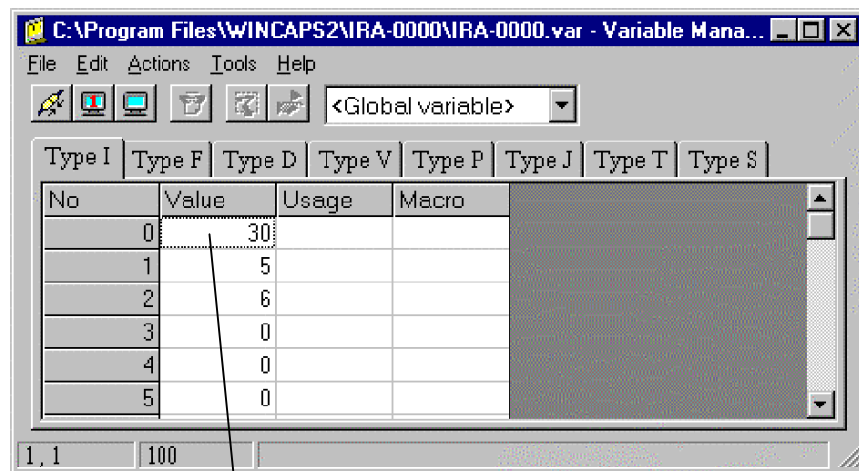 C:\Program Files\WINCAPS2\IRA-0000\IRA-0000.var - Variable Mana...
File Edit Actions Tools Help
<Global variable>
Type I Type F Type D Type V Type P Type J Type T Type S
No Value Usage Macro
0 30
1 5
2 6
3 0
4 0
5 0
1, 1 100